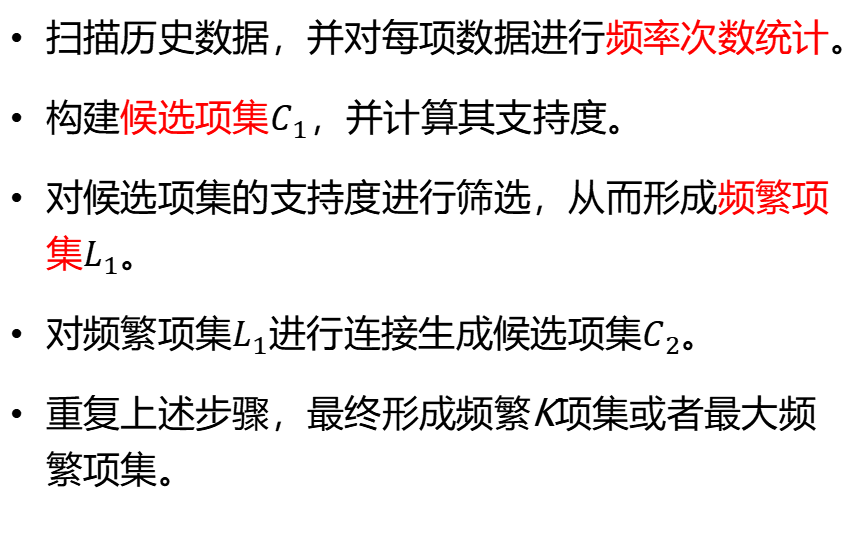 • 扫描历史数据，并对每项数据进行频率次数统计。
• 构建候选项集C₁，并计算其支持度。
• 对候选项集的支持度进行筛选，从而形成频繁项
集L₁。
• 对频繁项集L₁进行连接生成候选项集C₂。
• 重复上述步骤，最终形成频繁K项集或者最大频
繁项集。